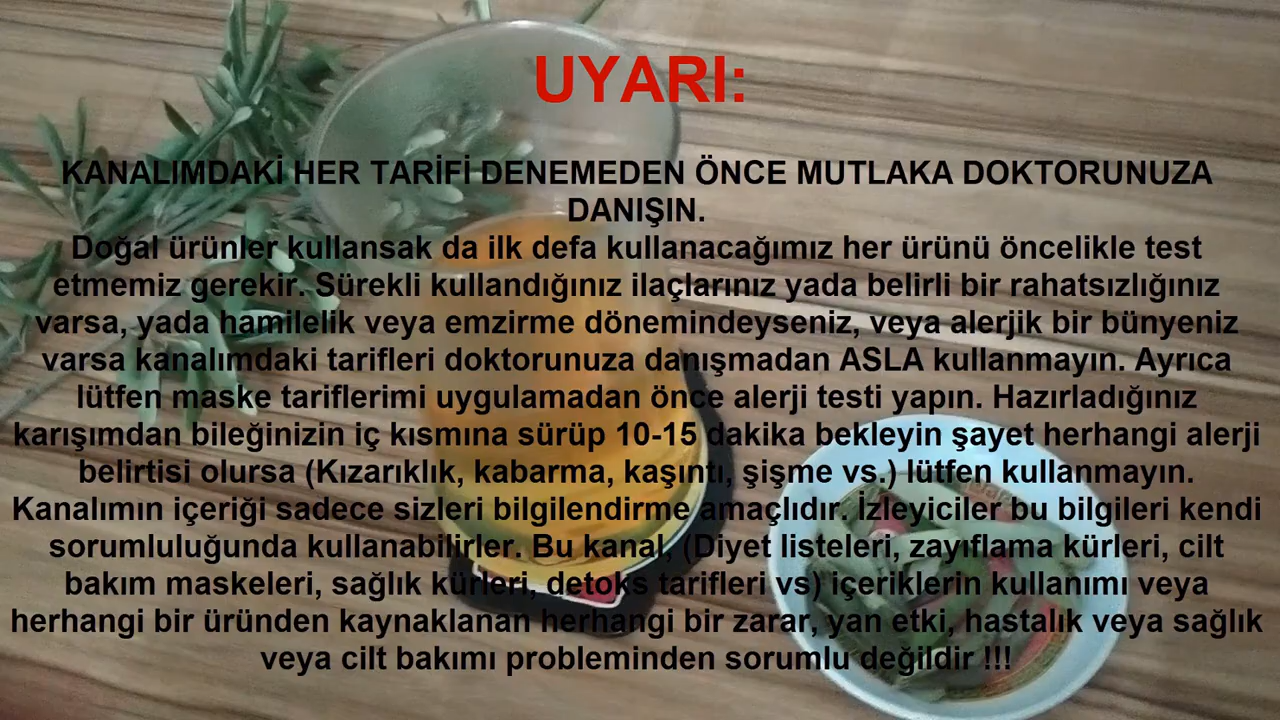 UYARI:
KANALIMDAKİ HER TARİFİ DENEMEDEN ÖNCE MUTLAKA DOKTORUNUZA
DANIŞIN.
Doğal ürünler kullansak da ilk defa kullanacağımız her ürünü öncelikle test
etmemiz gerekir. Sürekli kullandığınız ilaçlarınız yada belirli bir rahatsızlığınız
varsa, yada hamilelik veya emzirme dönemindeyseniz, veya alerjik bir bünyeniz
varsa kanalımdaki tarifleri doktorunuza danışmadan ASLA kullanmayın. Ayrıca
lütfen maske tariflerimi uygulamadan önce alerji testi yapın. Hazırladığınız
karışımdan bileğinizin iç kısmına sürüp 10-15 dakika bekleyin şayet herhangi alerji
belirtisi olursa (Kızarıklık, kabarma, kaşıntı, şişme vs.) lütfen kullanmayın.
Kanalımın içeriği sadece sizleri bilgilendirme amaçlıdır. İzleyiciler bu bilgileri kendi
sorumluluğunda kullanabilirler. Bu kanal, (Diyet listeleri, zayıflama kürleri, cilt
bakım maskeleri, sağlık kürleri, detoks tarifleri vs) içeriklerin kullanımı veya
herhangi bir üründen kaynaklanan herhangi bir zarar, yan etki, hastalık veya sağlık
veya cilt bakımı probleminden sorumlu değildir !!!